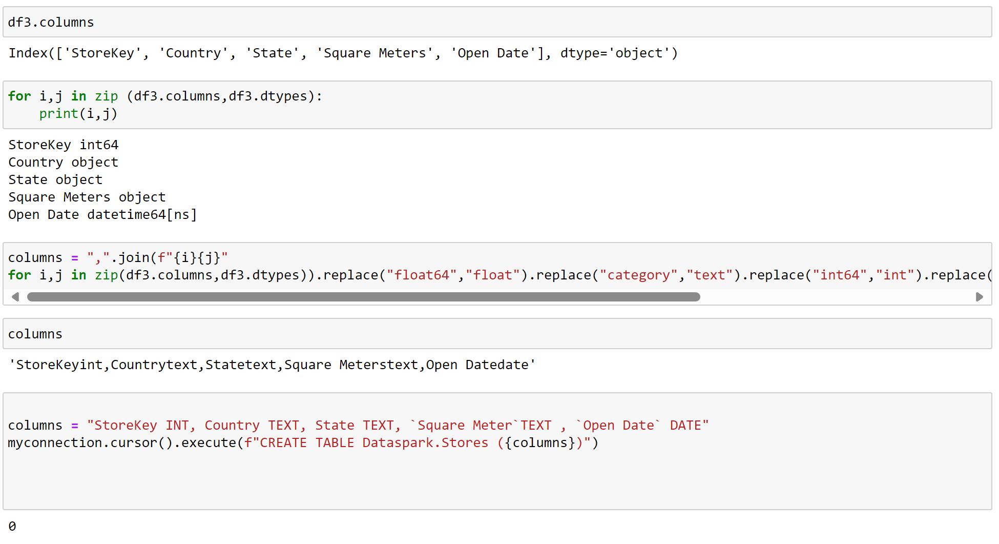 df3.columns
Index(['StoreKey', 'Country', 'State', 'Square Meters', 'Open Date'], dtype='object')
for i,j in zip (df3.columns,df3.dtypes):
    print(i,j)
StoreKey int64
Country object
State object
Square Meters object
Open Date datetime64[ns]
columns = ",".join(f"{i}{j}"
for i,j in zip(df3.columns,df3.dtypes)).replace("float64","float").replace("category","text").replace("int64","int").replace(
columns
'StoreKeyint,Countrytext,Statetext,Square Meterstext,Open Datedate'
columns = "StoreKey INT, Country TEXT, State TEXT, `Square Meter`TEXT , `Open Date` DATE"
myconnection.cursor().execute(f"CREATE TABLE Dataspark.Stores ({columns})")
0